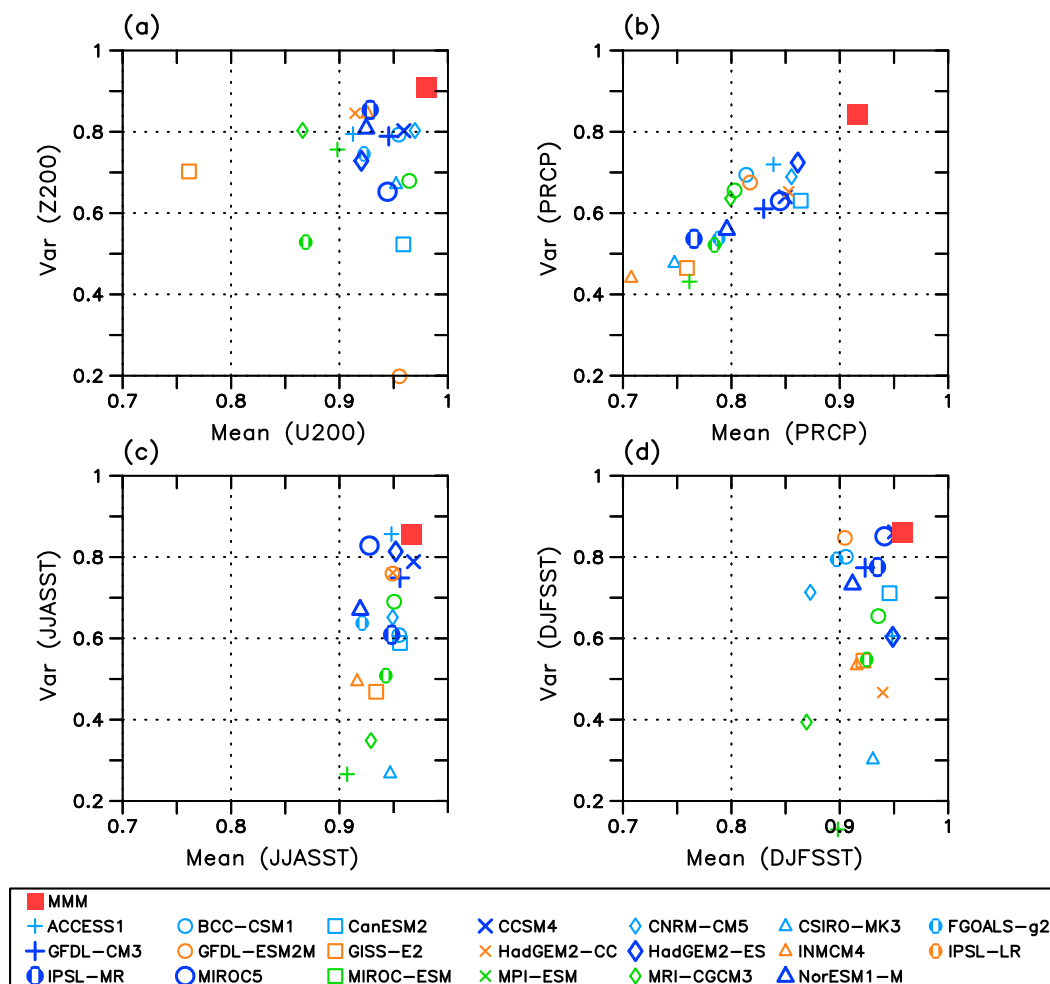 (a)
1
0.8
0.6
0.4
0.2
0.7
0.8
0.9
1
Var (Z200)
Mean (U200)
(b)
1
0.8
0.6
0.4
0.2
0.7
0.8
0.9
1
Var (PRCP)
Mean (PRCP)
(c)
1
0.8
0.6
0.4
0.2
0.7
0.8
0.9
1
Var (JJASST)
Mean (JJASST)
(d)
1
0.8
0.6
0.4
0.2
0.7
0.8
0.9
1
Var (DJFSST)
Mean (DJFSST)
MMM
ACCESS1 BCC-CSM1 CanESM2 CCSM4 CNRM-CM5 CSIRO-MK3 FGOALS-g2
GFDL-CM3 GFDL-ESM2M GISS-E2 HadGEM2-CC HadGEM2-ES INMCM4 IPSL-LR
IPSL-MR MIROC5 MIROC-ESM MPI-ESM MRI-CGCM3 NorESM1-M